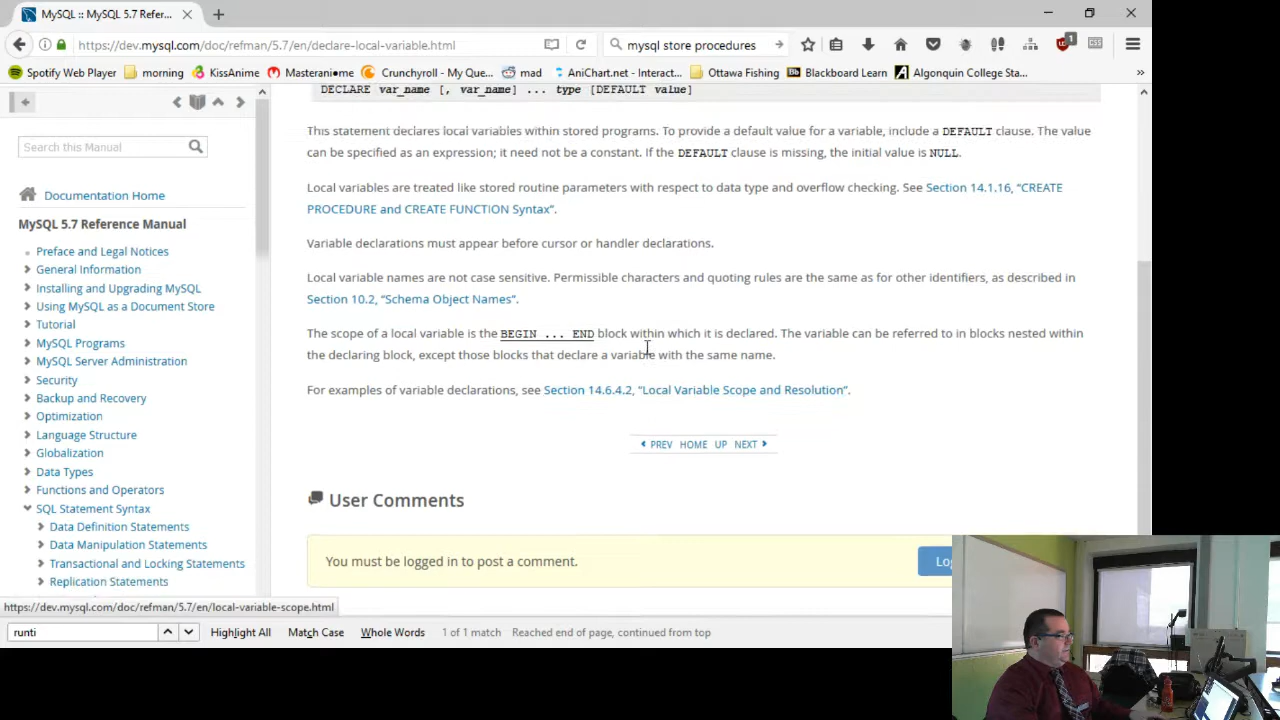 MySQL :: MySQL 5.7 Refer...
https://dev.mysql.com/doc/refman/5.7/en/declare-local-variable.html
mysql store procedures
1
Spotify Web Player
morning
KissAnime
Masterani●me
Crunchyroll - My Que...
mad
AniChart.net - Interact...
Ottawa Fishing
Bb Blackboard Learn
Algonquin College Sta...
»
DECLARE var_name [, var_name] ... type [DEFAULT value]
This statement declares local variables within stored programs. To provide a default value for a variable, include a DEFAULT clause. The value
can be specified as an expression; it need not be a constant. If the DEFAULT clause is missing, the initial value is NULL.
Local variables are treated like stored routine parameters with respect to data type and overflow checking. See Section 14.1.16, “CREATE
PROCEDURE and CREATE FUNCTION Syntax”.
Variable declarations must appear before cursor or handler declarations.
Local variable names are not case sensitive. Permissible characters and quoting rules are the same as for other identifiers, as described in
Section 10.2, “Schema Object Names”.
The scope of a local variable is the BEGIN ... END block within which it is declared. The variable can be referred to in blocks nested within
the declaring block, except those blocks that declare a variable with the same name.
For examples of variable declarations, see Section 14.6.4.2, “Local Variable Scope and Resolution”.
PREV HOME UP NEXT
User Comments
You must be logged in to post a comment.
Search this Manual
Documentation Home
MySQL 5.7 Reference Manual
Preface and Legal Notices
General Information
Installing and Upgrading MySQL
Using MySQL as a Document Store
Tutorial
MySQL Programs
MySQL Server Administration
Security
Backup and Recovery
Optimization
Language Structure
Globalization
Data Types
Functions and Operators
SQL Statement Syntax
Data Definition Statements
Data Manipulation Statements
Transactional and Locking Statements
Replication Statements
https://dev.mysql.com/doc/refman/5.7/en/local-variable-scope.html
runti
Highlight All
Match Case
Whole Words
1 of 1 match
Reached end of page, continued from top